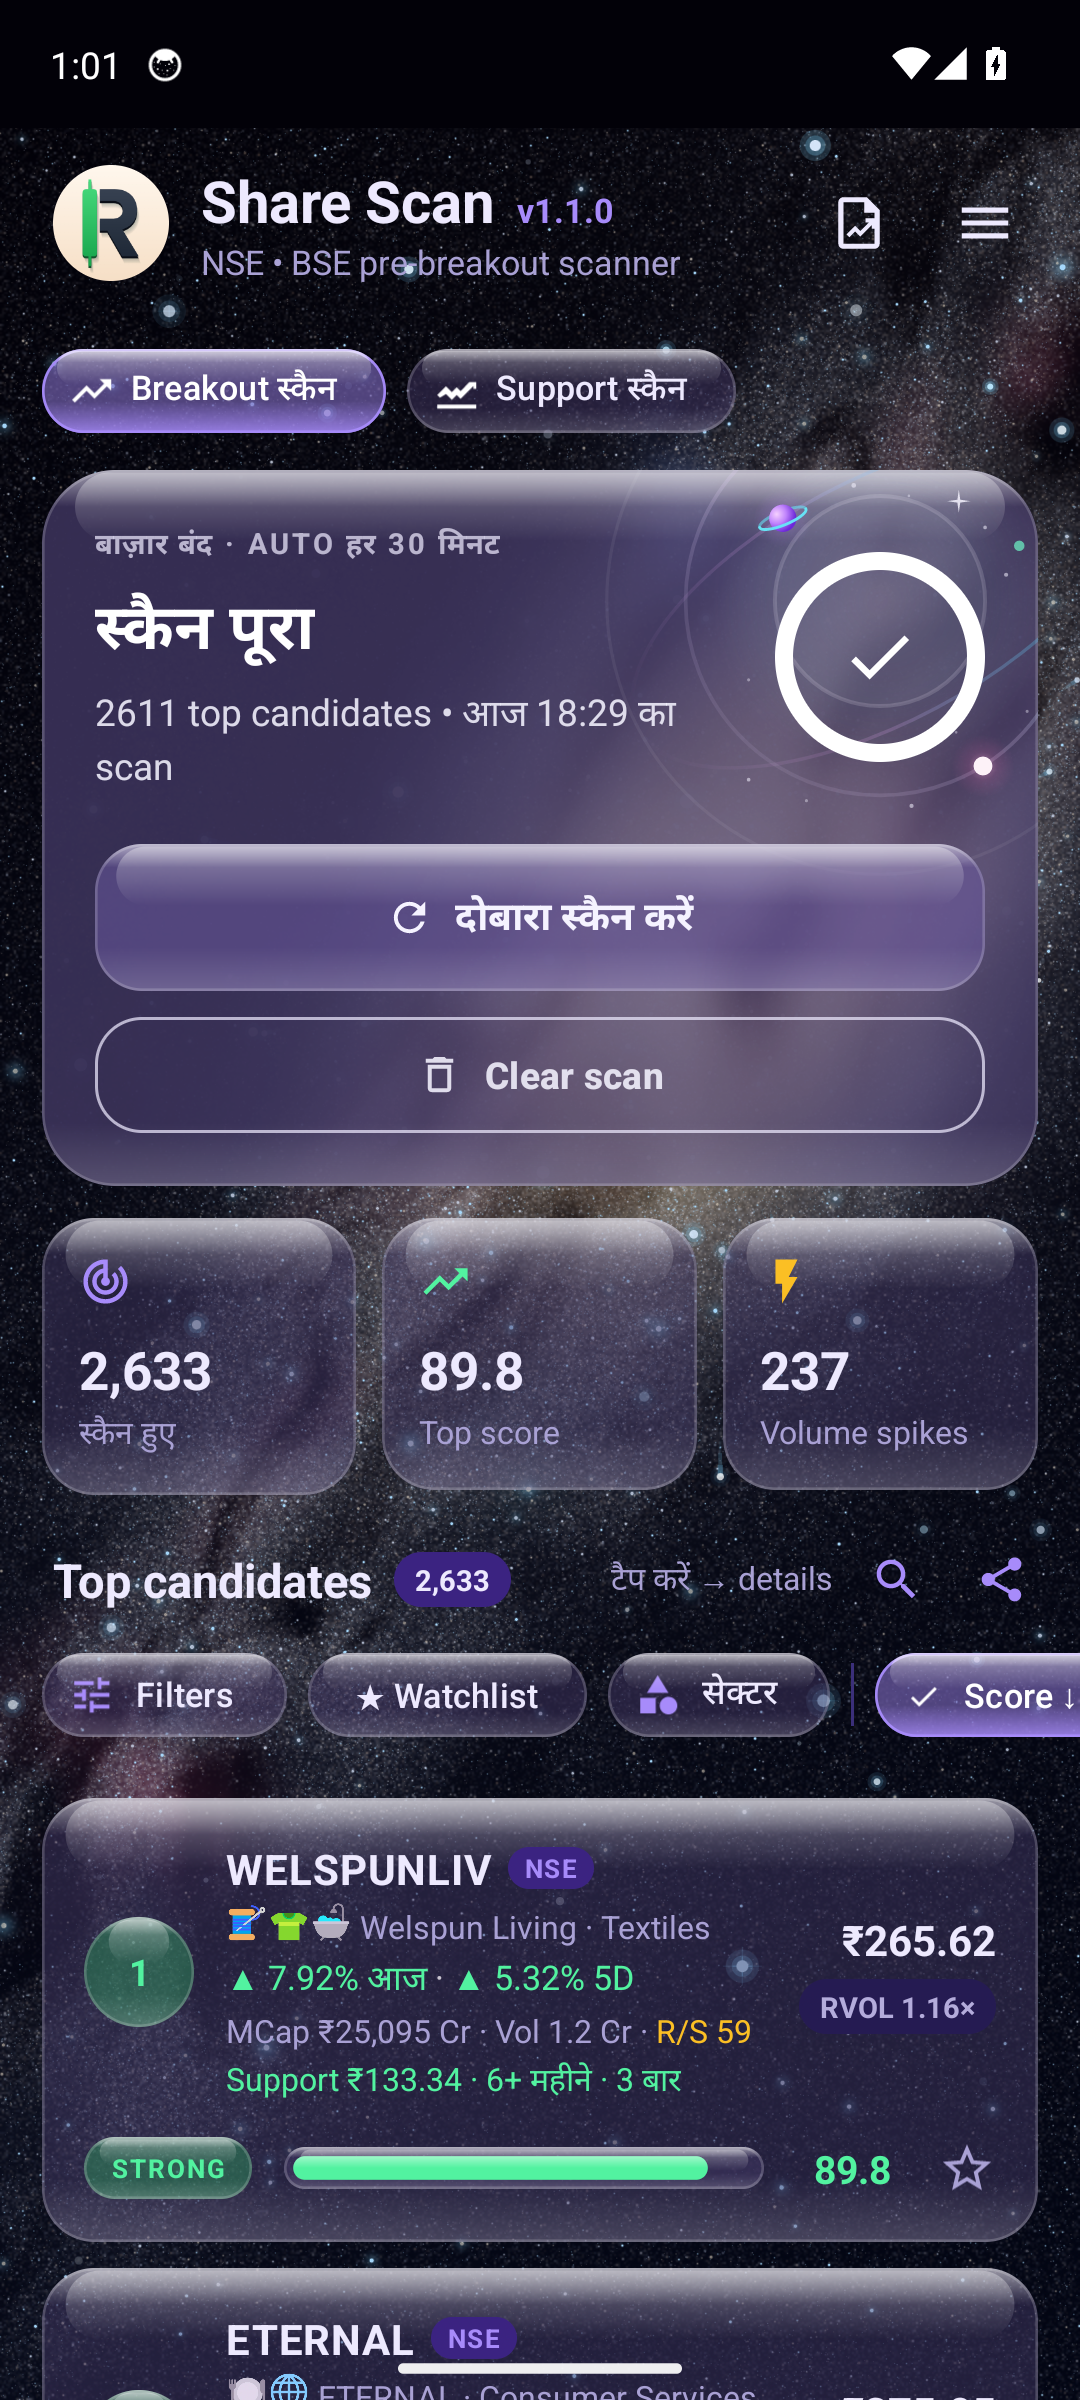 1:01
Share Scan v1.1.0
NSE • BSE pre-breakout scanner
Breakout स्कैन
Support स्कैन
बाज़ार बंद · AUTO हर 30 मिनट
स्कैन पूरा
2611 top candidates • आज 18:29 का
scan
दोबारा स्कैन करें
Clear scan
2,633
स्कैन हुए
89.8
Top score
237
Volume spikes
Top candidates 2,633 टैप करें → details
Filters
★ Watchlist
सेक्टर
Score ↓
WELSPUNLIV NSE
Welspun Living · Textiles
1
₹265.62
▲ 7.92% आज · ▲ 5.32% 5D
RVOL 1.16×
MCap ₹25,095 Cr · Vol 1.2 Cr · R/S 59
Support ₹133.34 · 6+ महीने · 3 बार
STRONG 89.8
ETERNAL NSE
ETERNAL · Consumer Services